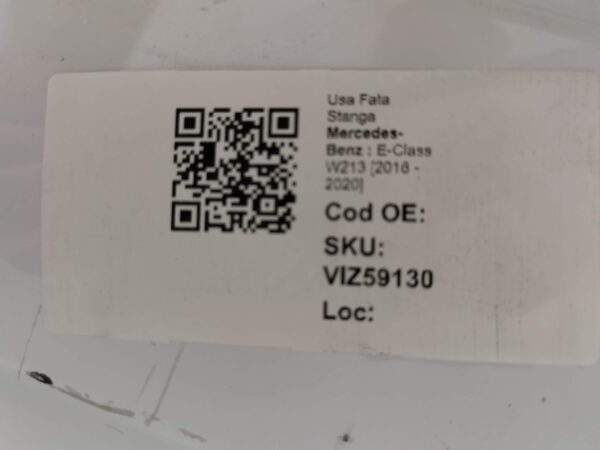 Usa Fata
Stanga
Mercedes-
Benz : E-Class
W213 [2016 -
2020]
Cod OE:
SKU:
VIZ59130
Loc: